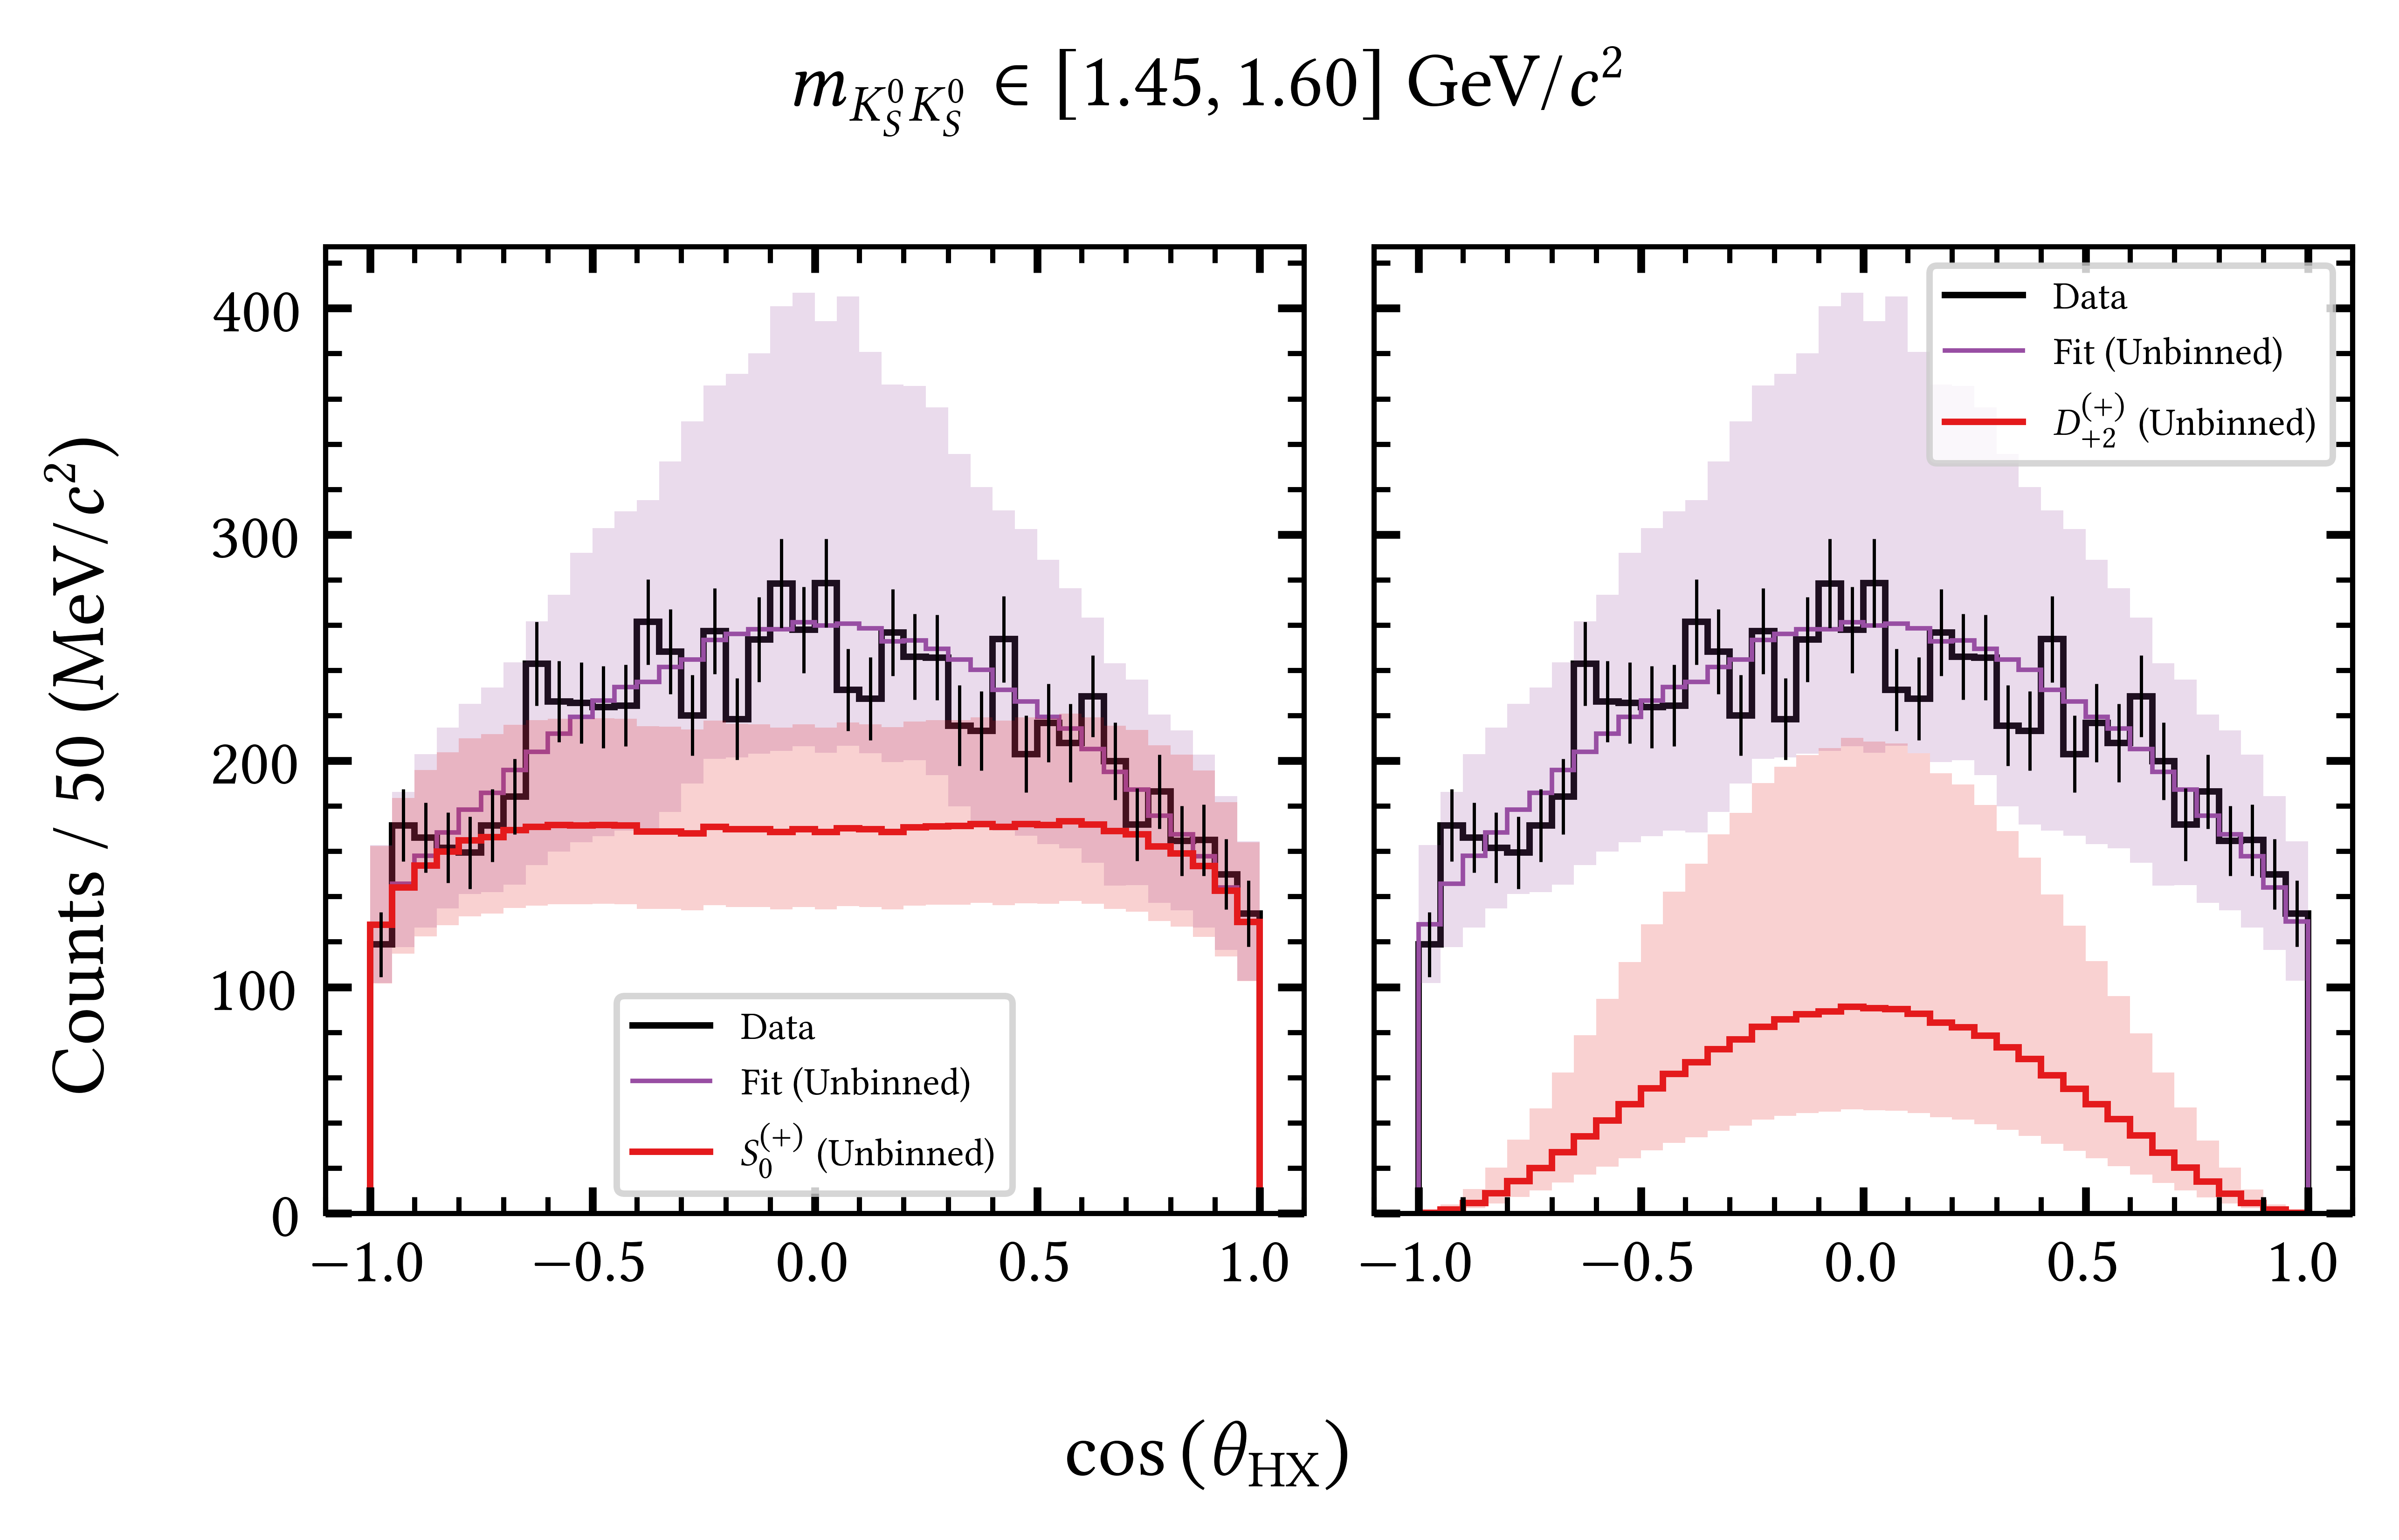 m_{K_S^0 K_S^0} ∈ [1.45, 1.60] GeV/c²
Counts / 50 (MeV/c²)
400
300
200
100
0
Data
Fit (Unbinned)
S_0^{(+)} (Unbinned)
−1.0 −0.5 0.0 0.5 1.0
Data
Fit (Unbinned)
D_{+2}^{(+)} (Unbinned)
−1.0 −0.5 0.0 0.5 1.0
cos (θ_{HX})